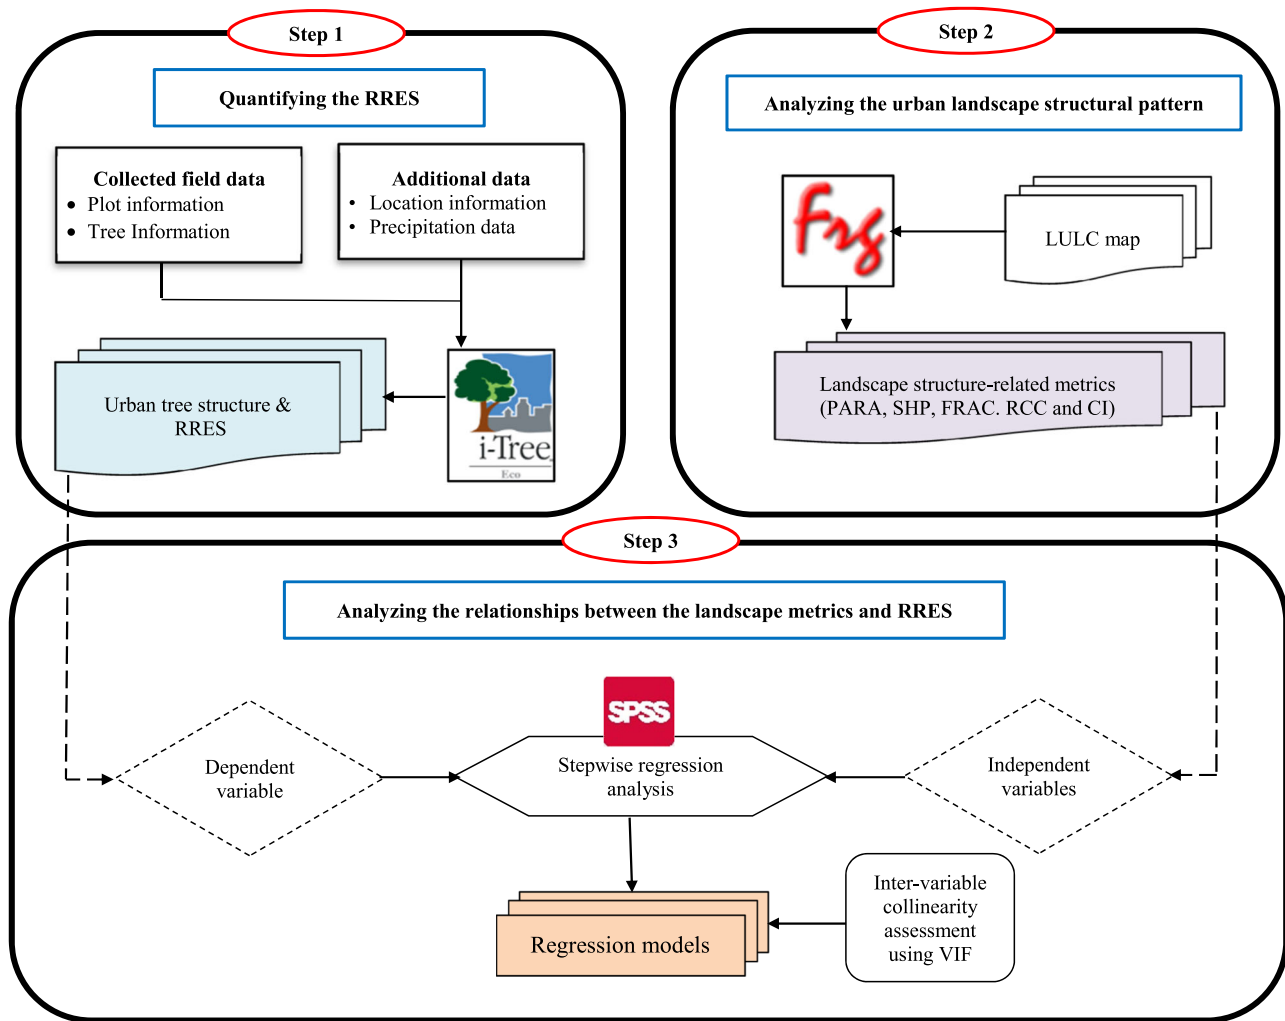 Step 1
Quantifying the RRES
Collected field data
• Plot information
• Tree Information
Additional data
• Location information
• Precipitation data
Urban tree structure &
RRES
i-Tree
Eco
Step 2
Analyzing the urban landscape structural pattern
Frg
LULC map
Landscape structure-related metrics
(PARA, SHP, FRAC. RCC and CI)
Step 3
Analyzing the relationships between the landscape metrics and RRES
Dependent
variable
SPSS
Stepwise regression
analysis
Independent
variables
Regression models
Inter-variable
collinearity
assessment
using VIF